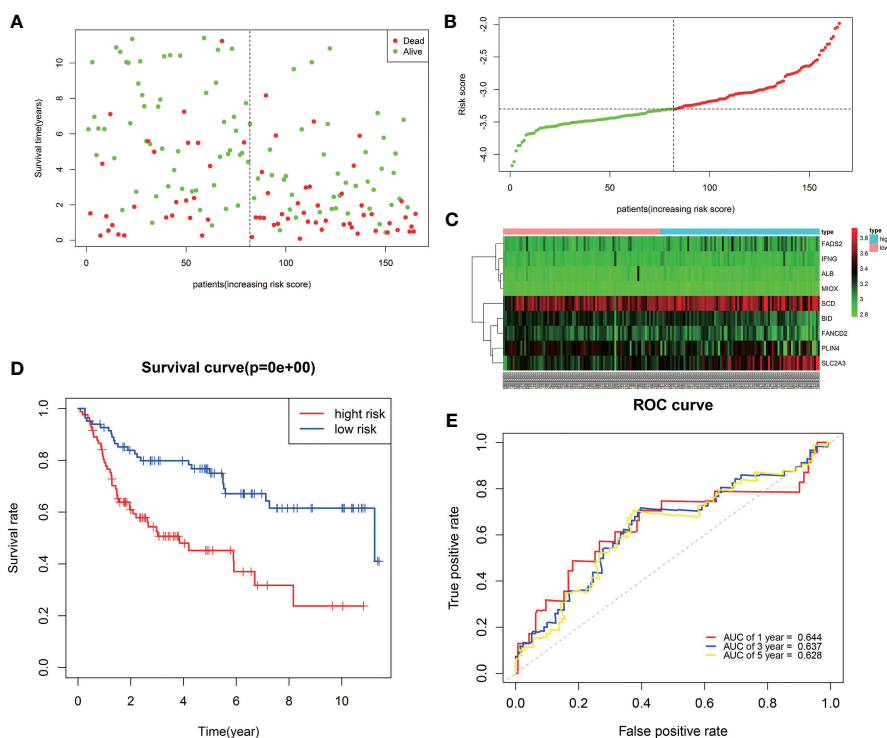 A
Dead
Alive
Survival time(years)
0 2 4 6 8 10
0 50 100 150
patients(increasing risk score)
B
Risk score
-2.0
-2.5
-3.0
-3.5
-4.0
0 50 100 150
patients(increasing risk score)
C
type
FADS2
IFNG
ALB
MIOX
SCD
BID
FANCD2
PLIN4
SLC2A3
3.8
3.6
3.4
3.2
3
2.8
type
hig
low
D
Survival curve(p=0e+00)
hight risk
low risk
Survival rate
1.0
0.8
0.6
0.4
0.2
0.0
0 2 4 6 8 10
Time(year)
E
ROC curve
True positive rate
1.0
0.8
0.6
0.4
0.2
0.0
AUC of 1 year = 0.644
AUC of 3 year = 0.637
AUC of 5 year = 0.628
0.0 0.2 0.4 0.6 0.8 1.0
False positive rate